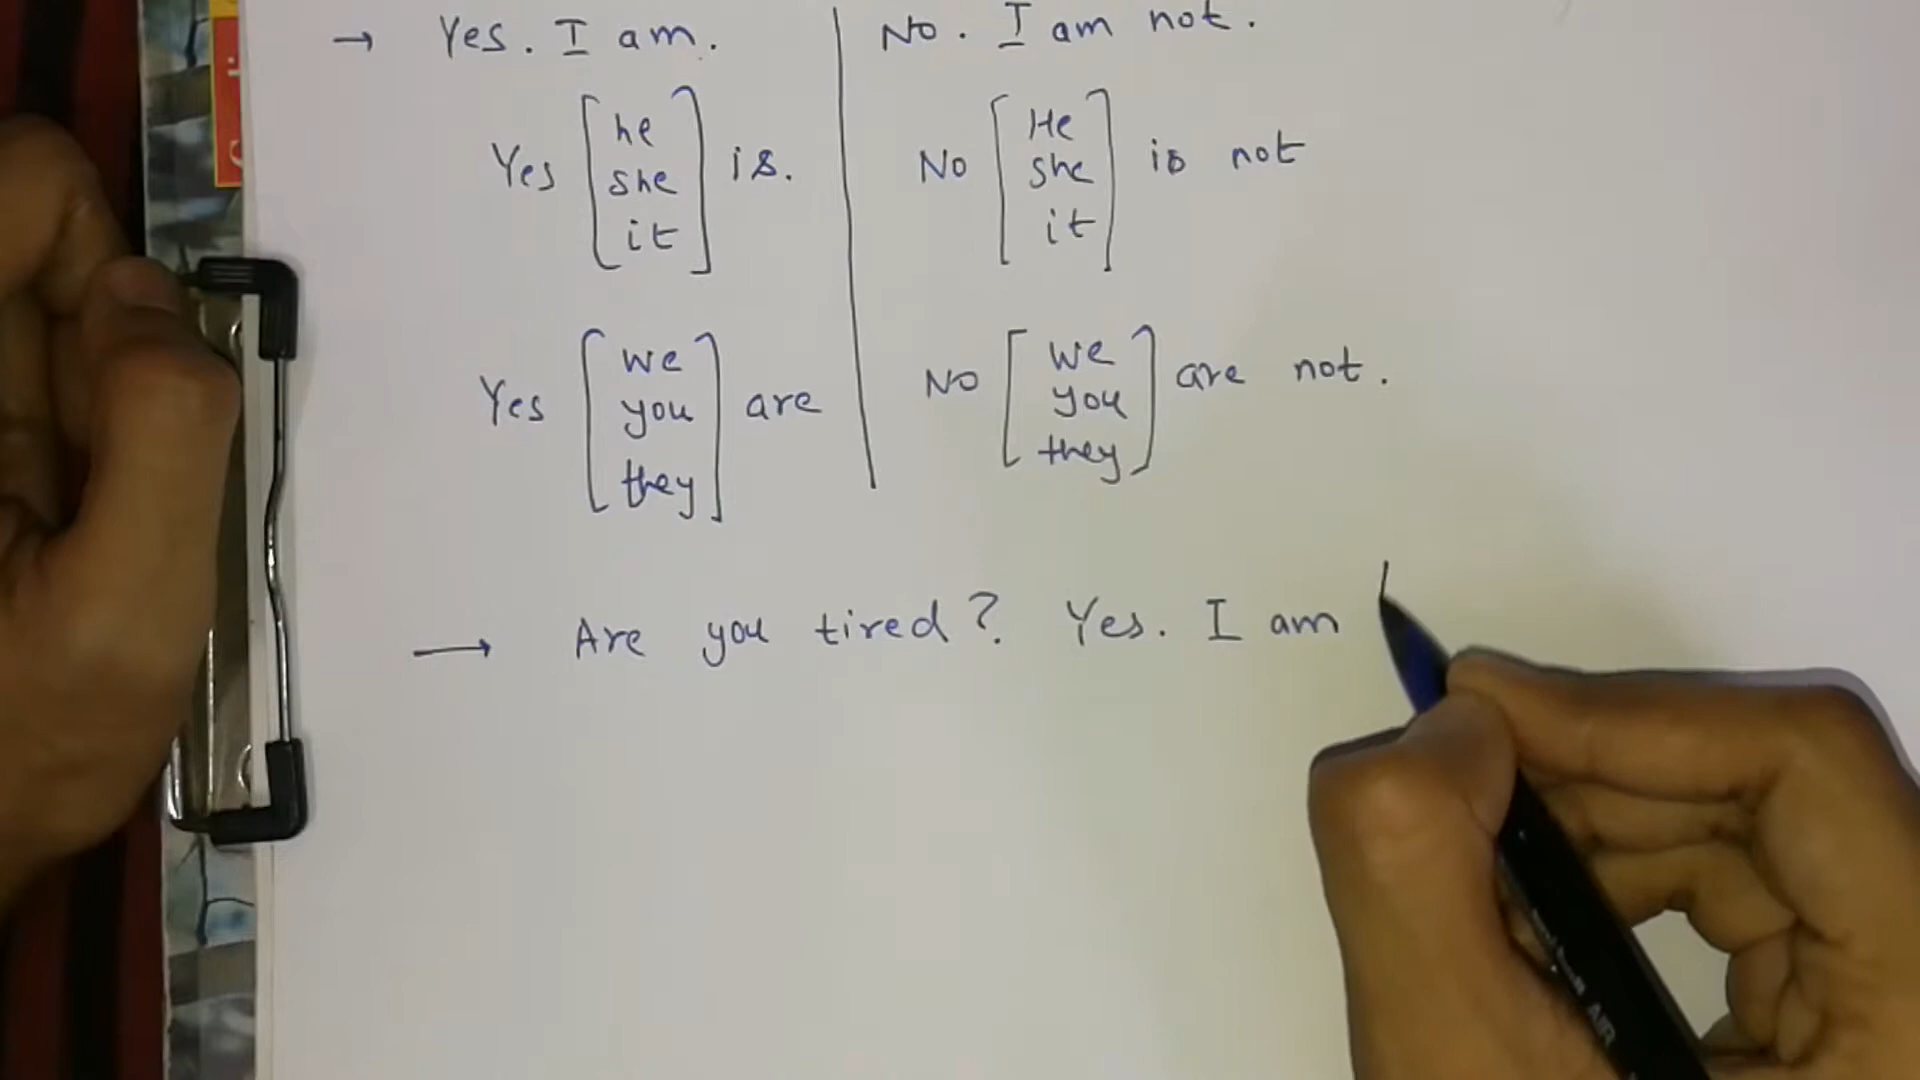 → Yes. I am. No. I am not.
Yes [he she it] is. No [He she it] is not
Yes [we you they] are No [we you they] are not.
→ Are you tired? Yes. I am
AIR